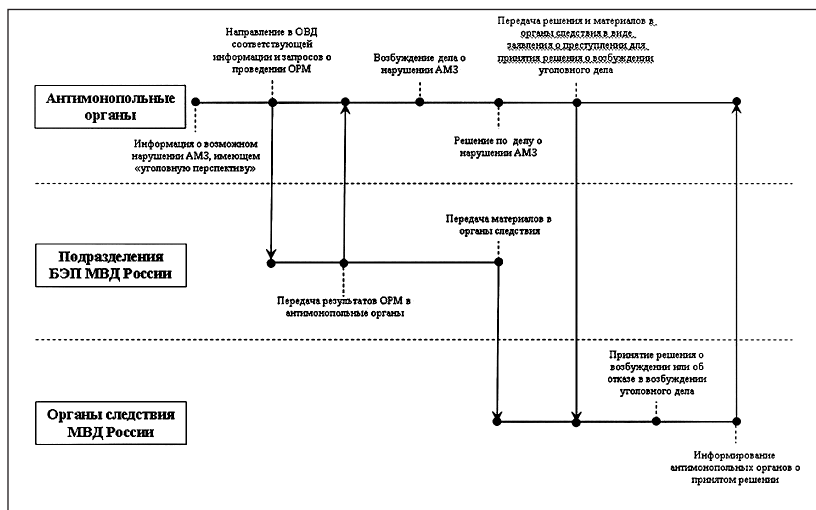 Направление в ОВД
соответствующей
информации и запросов о
проведении ОРМ
Возбуждение дела о
нарушении АМЗ
Передача решения и материалов в
органы следствия в виде
заявления о преступлении для
принятия решения о возбуждении
уголовного дела
Антимонопольные
органы
Информация о возможном
нарушении АМЗ, имеющем
«уголовную перспективу»
Решение по делу о
нарушении АМЗ
Подразделения
БЭП МВД России
Передача материалов в
органы следствия
Передача результатов ОРМ в
антимонопольные органы
Органы следствия
МВД России
Принятие решения о
возбуждении или об
отказе в возбуждении
уголовного дела
Информирование
антимонопольных органов о
принятом решении